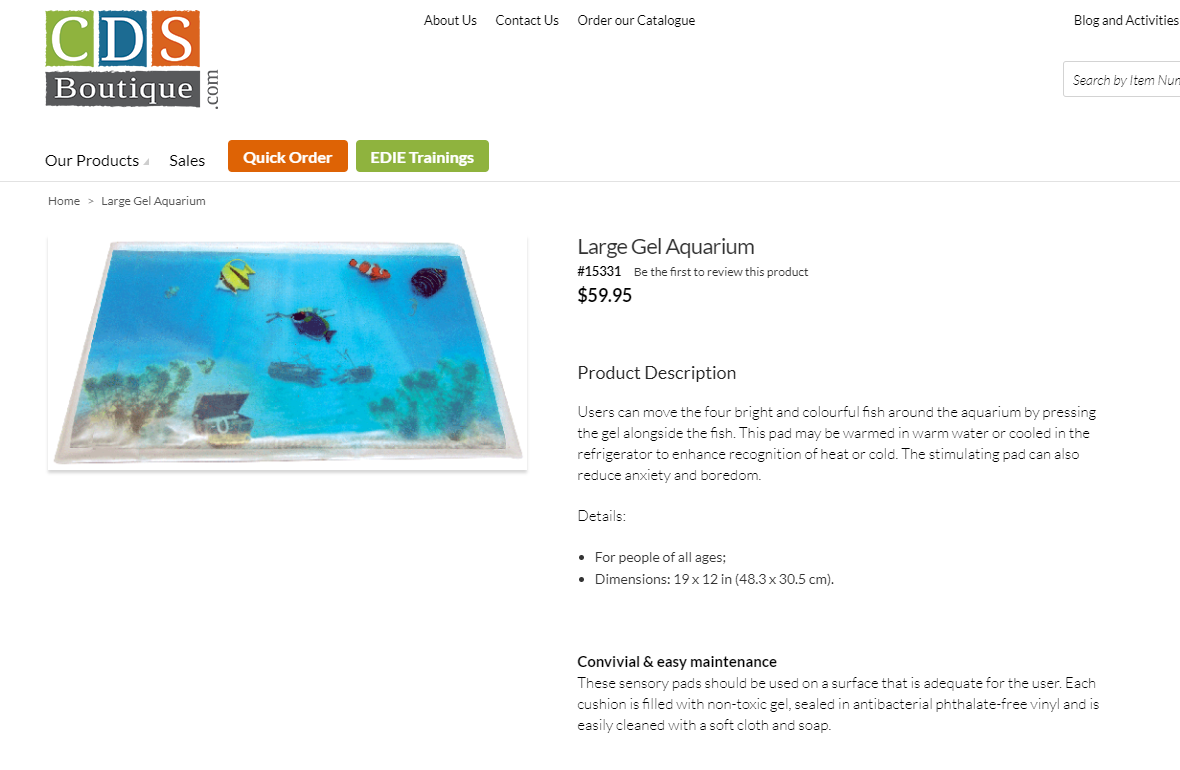 CDS
Boutique
.com
About Us
Contact Us
Order our Catalogue
Blog and Activities
Search by Item
Our Products
Sales
Quick Order
EDIE Trainings
Home > Large Gel Aquarium
Large Gel Aquarium
#15331 Be the first to review this product
$59.95
Product Description
Users can move the four bright and colourful fish around the aquarium by pressing
the gel alongside the fish. This pad may be warmed in warm water or cooled in the
refrigerator to enhance recognition of heat or cold. The stimulating pad can also
reduce anxiety and boredom.
Details:
• For people of all ages;
• Dimensions: 19 x 12 in (48.3 x 30.5 cm).
Convivial & easy maintenance
These sensory pads should be used on a surface that is adequate for the user. Each
cushion is filled with non-toxic gel, sealed in antibacterial phthalate-free vinyl and is
easily cleaned with a soft cloth and soap.